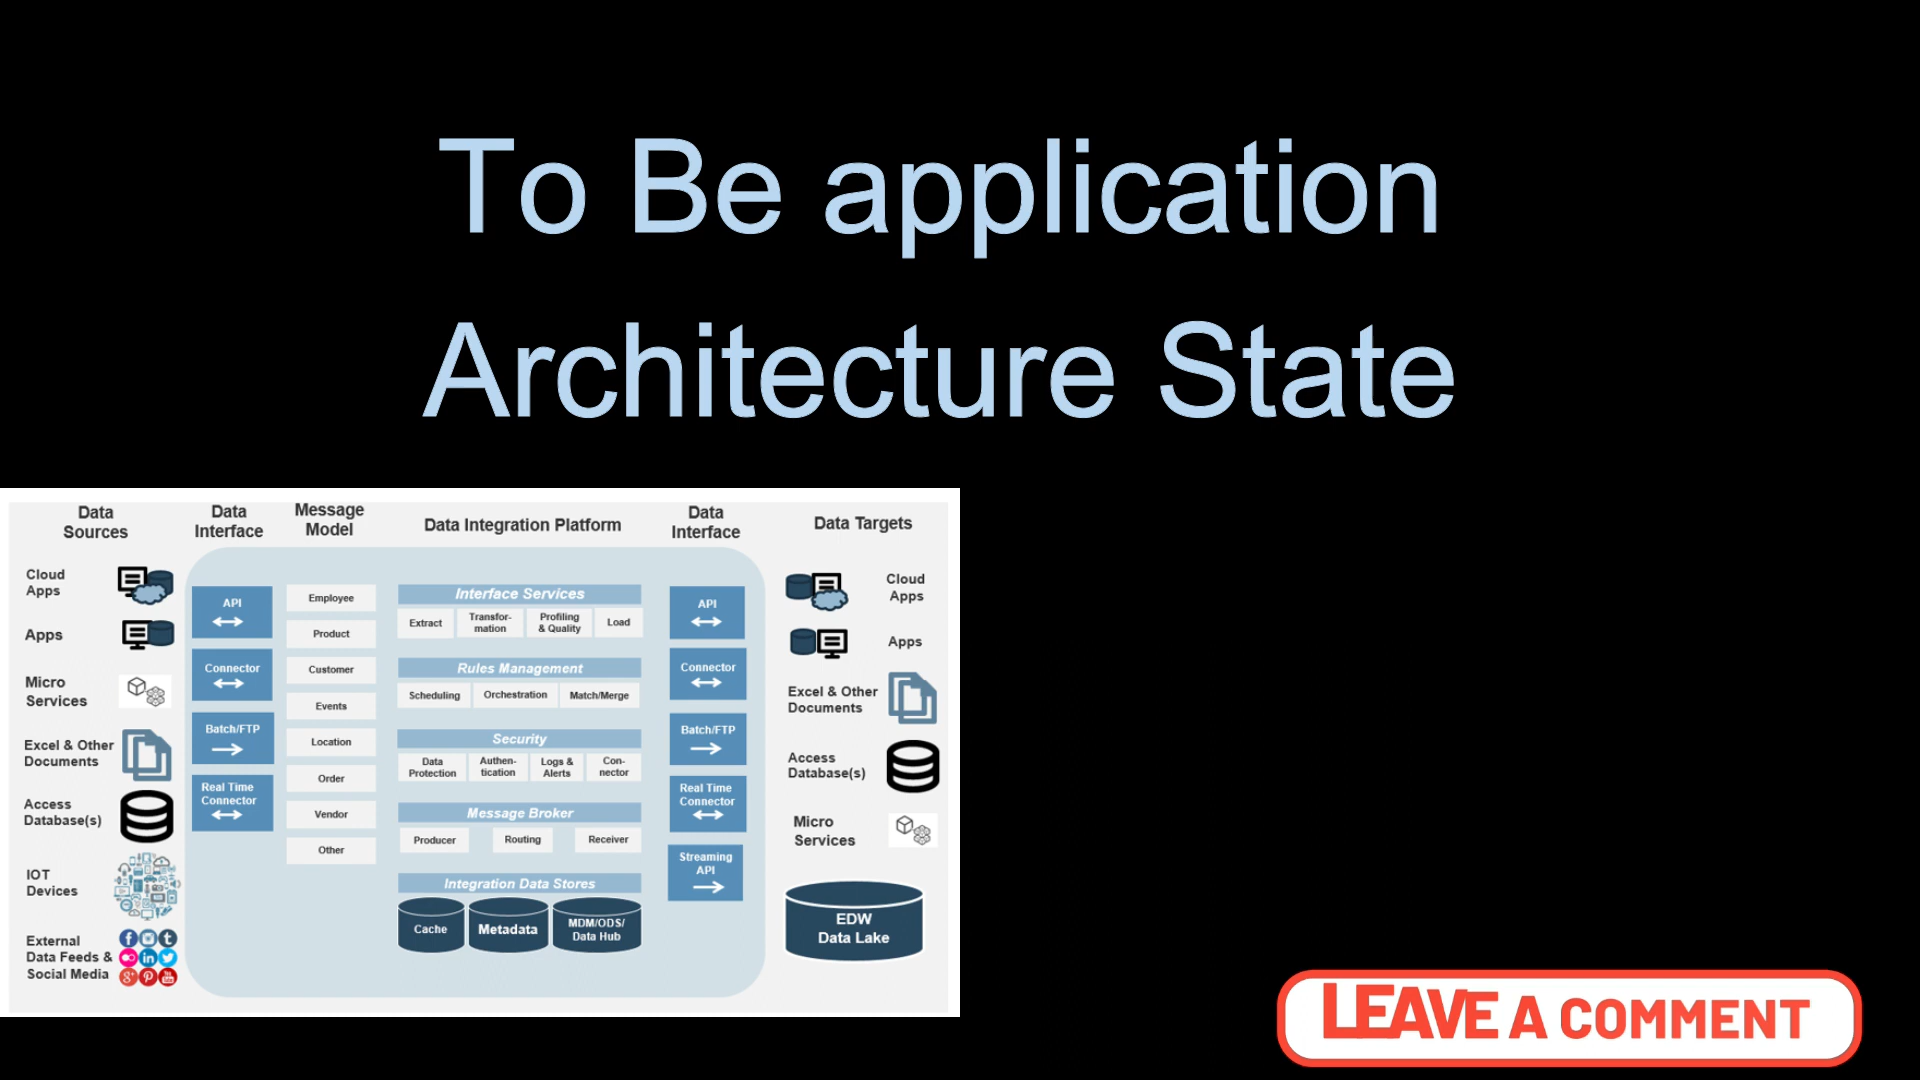 To Be application
Architecture State
Data
Sources
Data
Interface
Message
Model
Data Integration Platform
Data
Interface
Data Targets
Cloud
Apps
Apps
Micro
Services
Excel & Other
Documents
Access
Database(s)
IOT
Devices
External
Data Feeds &
Social Media
API
Connector
Batch/FTP
Real Time
Connector
Employee
Product
Customer
Events
Location
Order
Vendor
Other
Interface Services
Extract
Transfor-
mation
Profiling
& Quality
Load
Rules Management
Scheduling
Orchestration
Match/Merge
Security
Data
Protection
Authen-
tication
Logs &
Alerts
Con-
nector
Message Broker
Producer
Routing
Receiver
Integration Data Stores
Cache
Metadata
MDM/ODS/
Data Hub
API
Connector
Batch/FTP
Real Time
Connector
Streaming
API
Cloud
Apps
Apps
Excel & Other
Documents
Access
Database(s)
Micro
Services
EDW
Data Lake
LEAVE A COMMENT